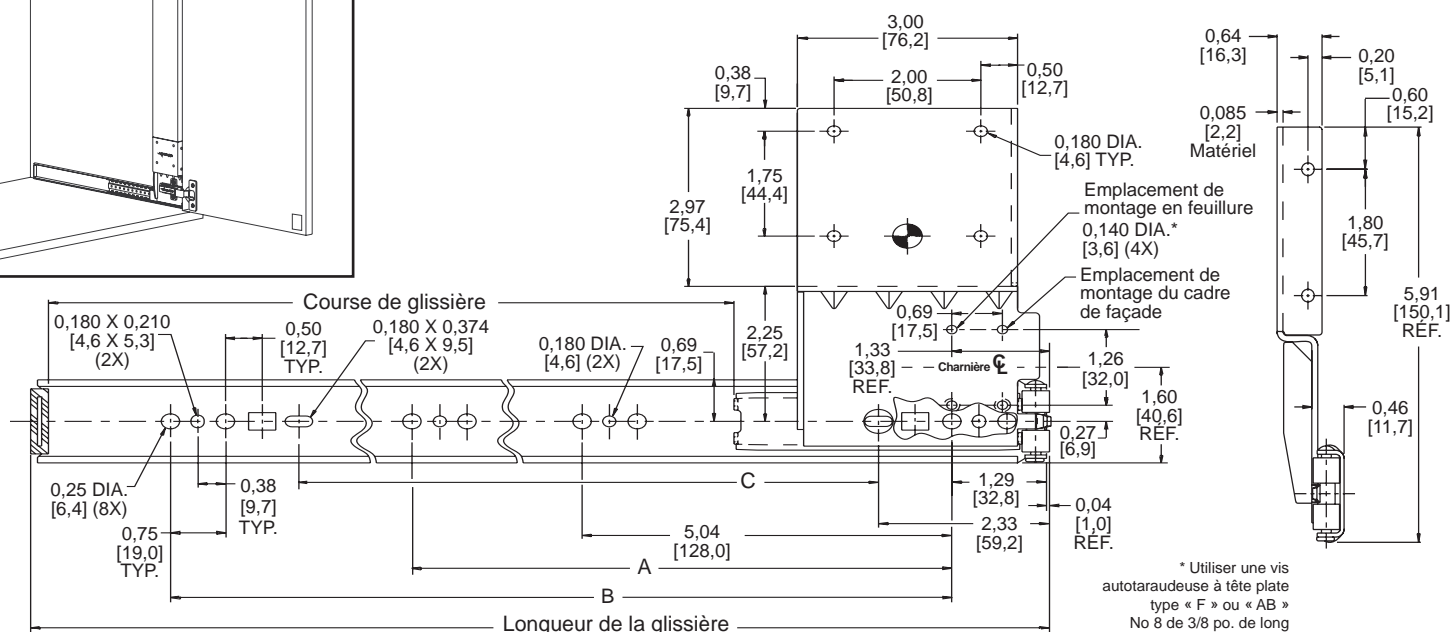 3,00
[76,2]
0,38
[9,7]
2,00
[50,8]
0,50
[12,7]
0,64
[16,3]
0,20
[5,1]
0,60
[15,2]
0,085
[2,2]
Matériel
0,180 DIA.
[4,6] TYP.
1,75
[44,4]
2,97
[75,4]
Emplacement de
montage en feuillure
0,140 DIA.*
[3,6] (4X)
Emplacement de
montage du cadre
de façade
1,80
[45,7]
5,91
[150,1]
RÉF.
Course de glissière
0,180 X 0,210
[4,6 X 5,3]
(2X)
0,50
[12,7]
TYP.
0,180 X 0,374
[4,6 X 9,5]
(2X)
0,180 DIA.
[4,6] (2X)
0,69
[17,5]
2,25
[57,2]
0,69
[17,5]
1,33
[33,8]
RÉF.
Charnière ℄
1,26
[32,0]
1,60
[40,6]
RÉF.
0,46
[11,7]
0,27
[6,9]
0,25 DIA.
[6,4] (8X)
0,38
[9,7]
TYP.
0,75
[19,0]
TYP.
C
1,29
[32,8]
0,04
[1,0]
RÉF.
2,33
[59,2]
5,04
[128,0]
A
B
Longueur de la glissière
* Utiliser une vis
autotaraudeuse à tête plate
type « F » ou « AB »
No 8 de 3/8 po. de long